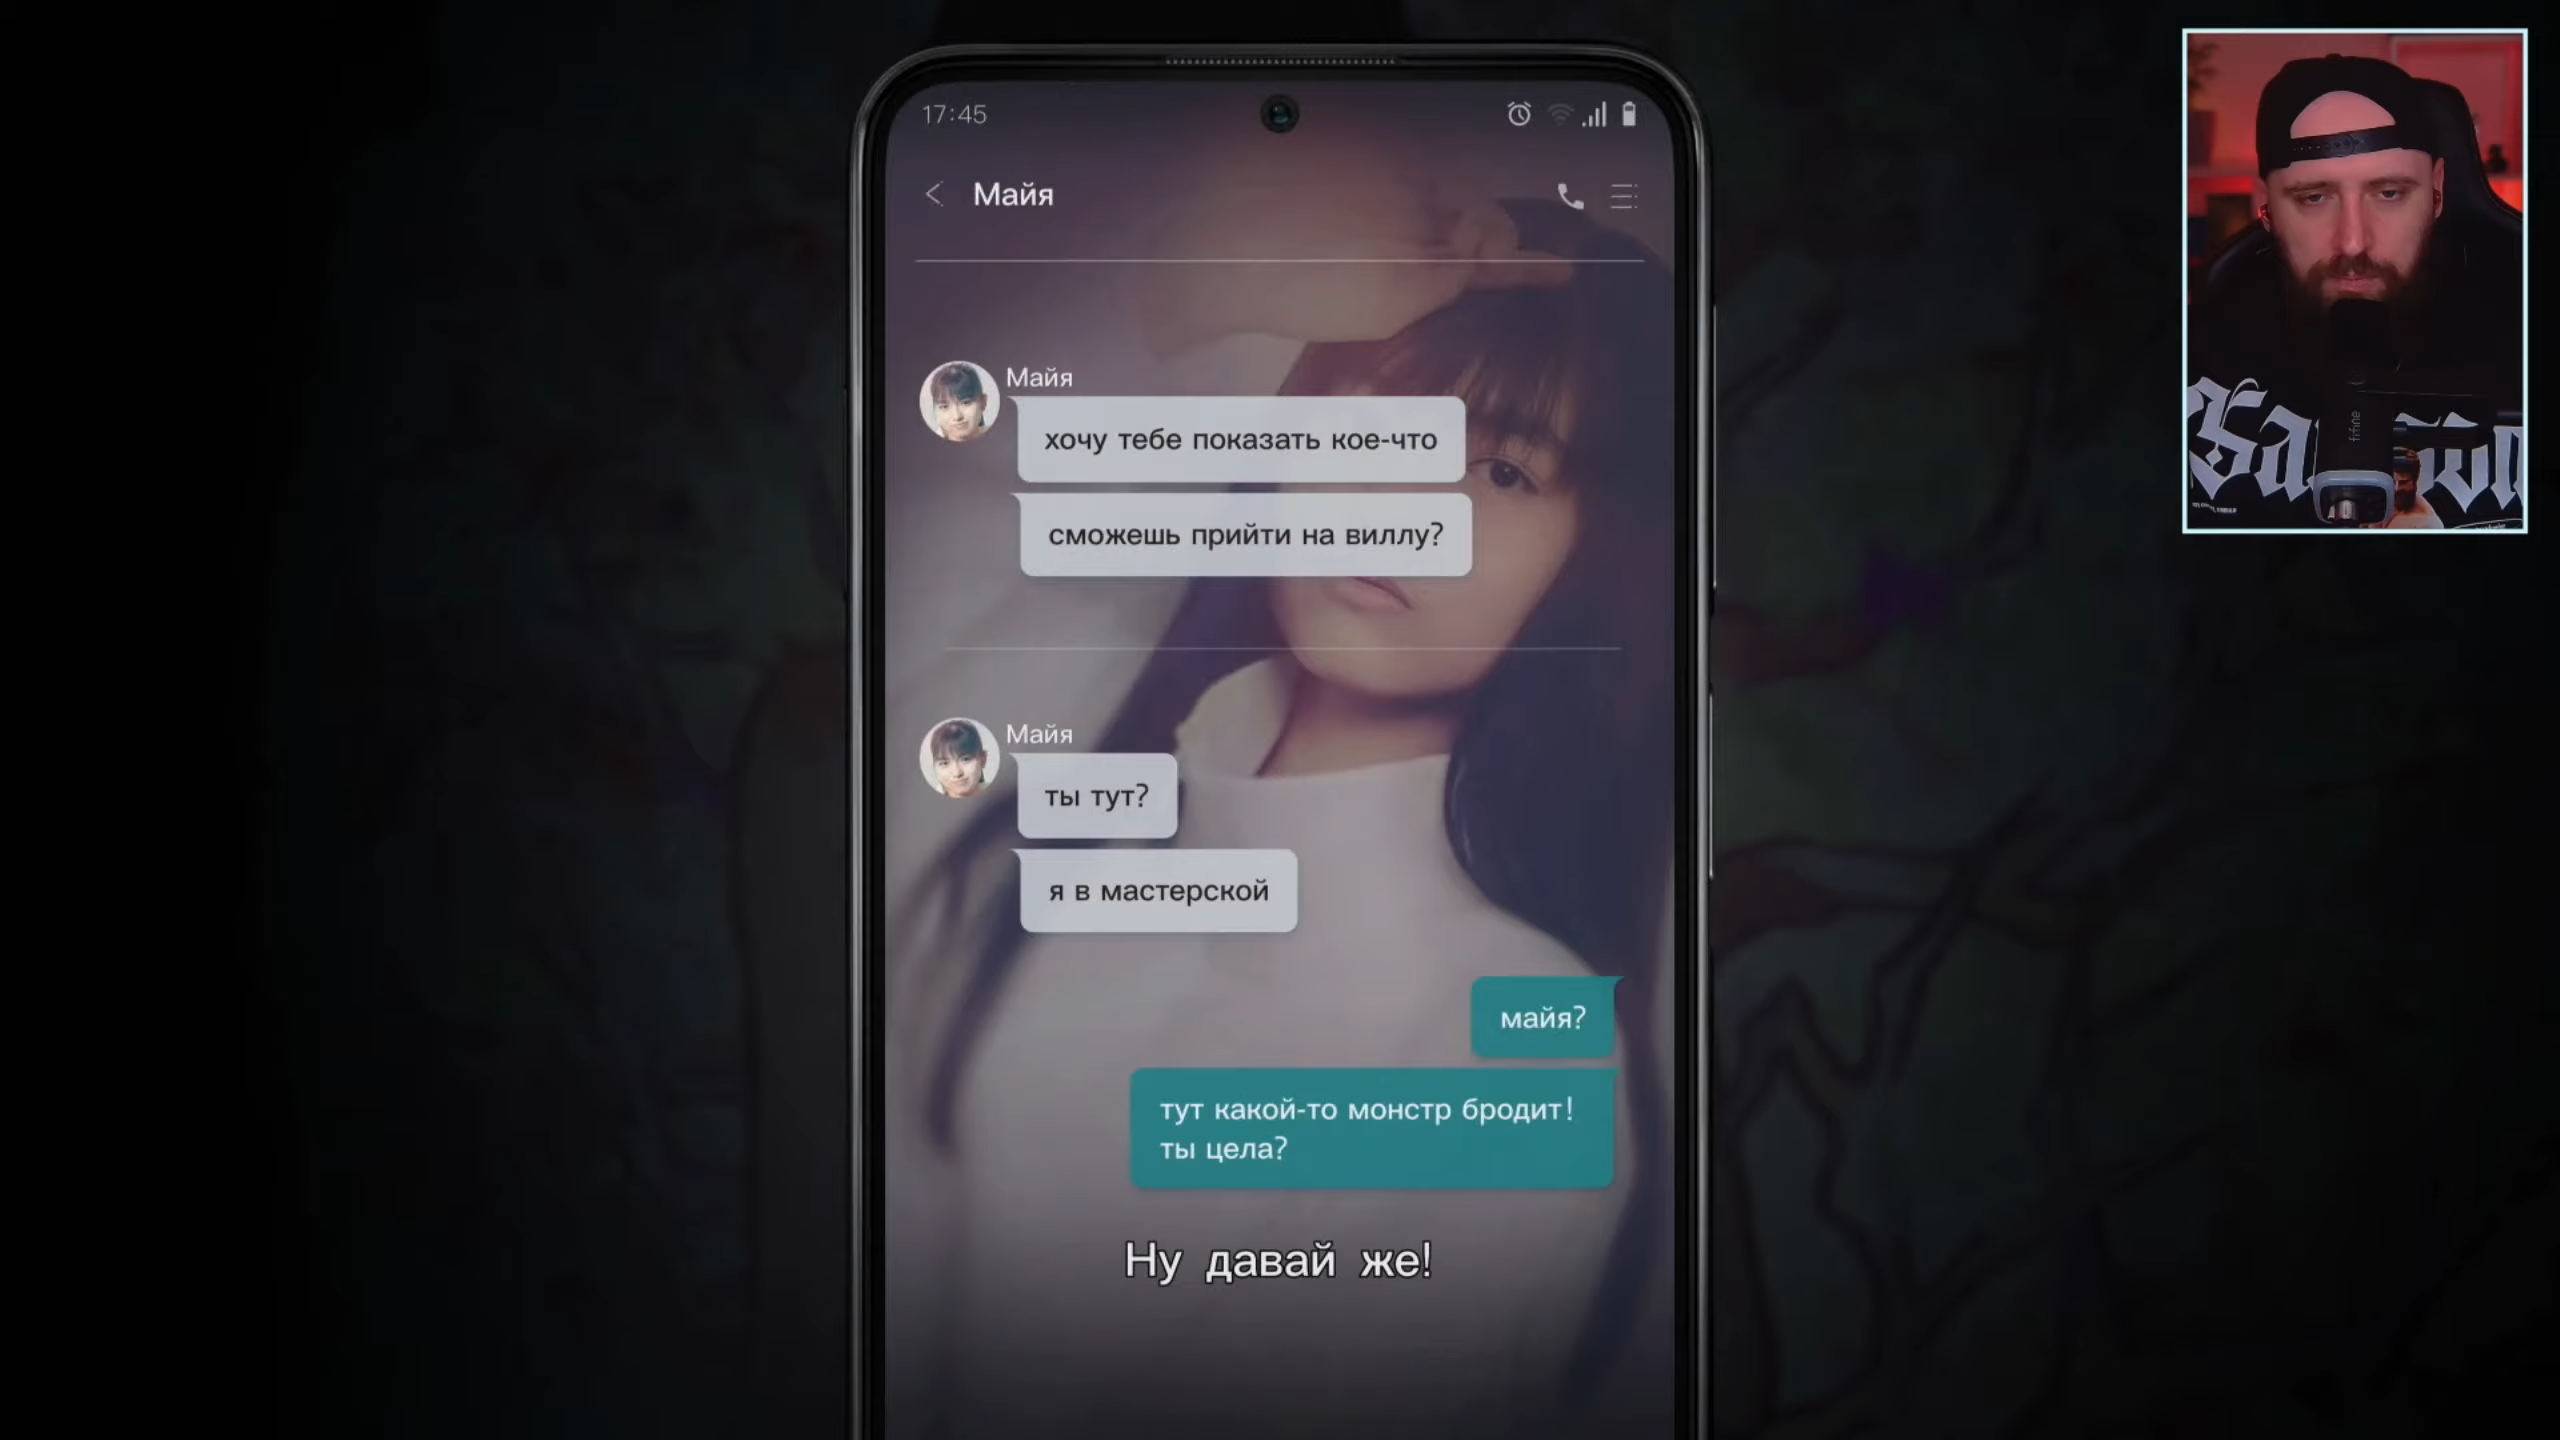 17:45
Майя
Майя
хочу тебе показать кое-что
сможешь прийти на виллу?
Майя
ты тут?
я в мастерской
майя?
тут какой-то монстр бродит!
ты цела?
Ну давай же!
fifine